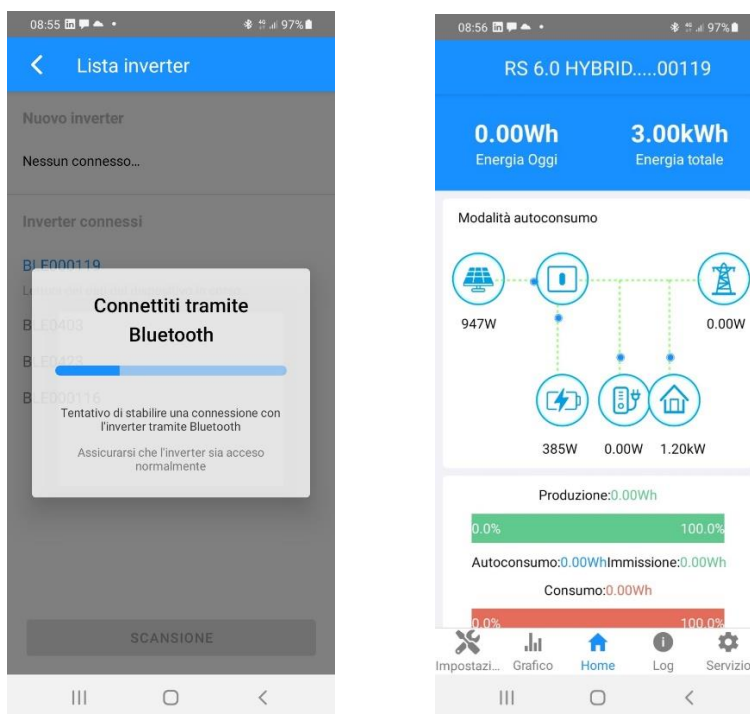 08:55 97%
Lista inverter
Nuovo inverter
Nessun connesso...
Inverter connessi
BLE000119
Connettiti tramite
Bluetooth
BLE0403
BLE0423
BLE000116
Tentativo di stabilire una connessione con
l'inverter tramite Bluetooth
Assicurarsi che l'inverter sia acceso
normalmente
SCANSIONE
08:56 97%
RS 6.0 HYBRID.....00119
0.00Wh 3.00kWh
Energia Oggi Energia totale
Modalità autoconsumo
947W 0.00W
385W 0.00W 1.20kW
Produzione:0.00Wh
0.0% 100.0%
Autoconsumo:0.00WhImmissione:0.00Wh
Consumo:0.00Wh
0.0% 100.0%
Impostazi... Grafico Home Log Servizio